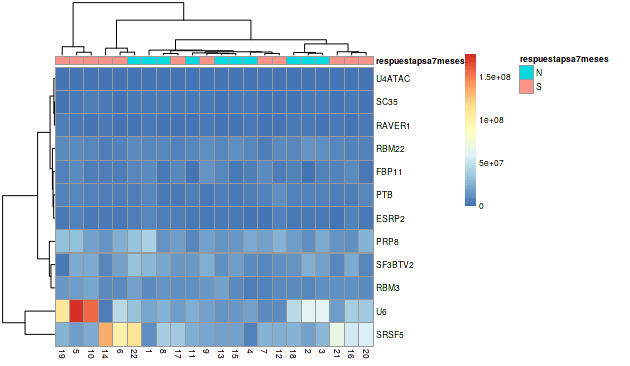 respuestapsa7meses
U4ATAC
SC35
RAVER1
RBM22
FBP11
PTB
ESRP2
PRP8
SF3BTV2
RBM3
U6
SRSF5
19 5 10 14 6 22 1 8 17 11 9 13 15 4 7 12 18 2 3 21 16 20
1.5e+08
1e+08
5e+07
0
respuestapsa7meses
N
S